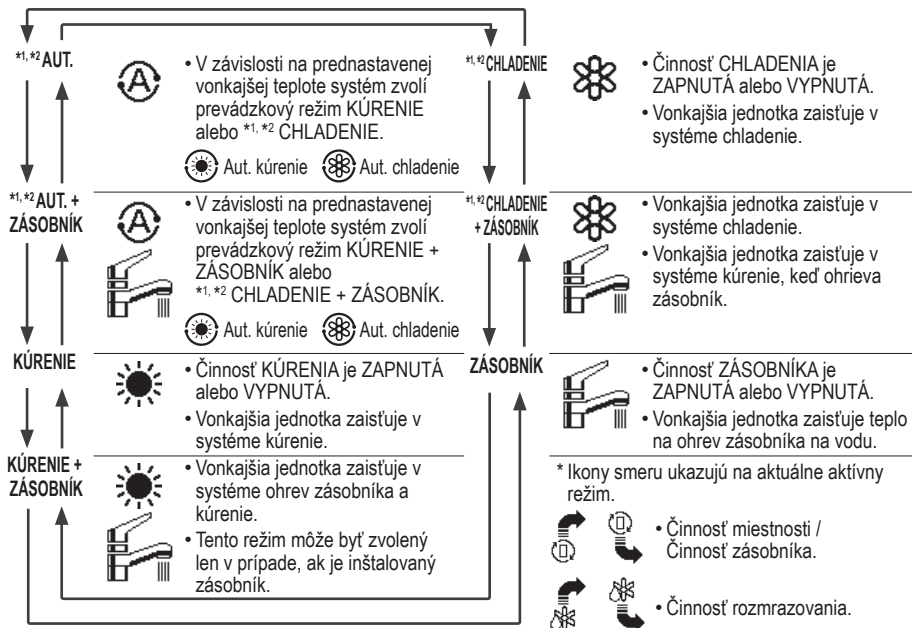 *1, *2 AUT.
• V závislosti na prednastavenej
vonkajšej teplote systém zvolí
prevádzkový režim KÚRENIE
alebo *1, *2 CHLADENIE.
Aut. kúrenie Aut. chladenie
*1, *2 AUT. +
ZÁSOBNÍK
• V závislosti na prednastavenej
vonkajšej teplote systém zvolí
prevádzkový režim KÚRENIE +
ZÁSOBNÍK alebo
*1, *2 CHLADENIE + ZÁSOBNÍK.
Aut. kúrenie Aut. chladenie
KÚRENIE
• Činnosť KÚRENIA je ZAPNUTÁ
alebo VYPNUTÁ.
• Vonkajšia jednotka zaisťuje v
systéme kúrenie.
KÚRENIE +
ZÁSOBNÍK
• Vonkajšia jednotka zaisťuje v
systéme ohrev zásobníka a
kúrenie.
• Tento režim môže byť zvolený
len v prípade, ak je inštalovaný
zásobník.
*1, *2 CHLADENIE
• Činnosť CHLADENIA je
ZAPNUTÁ alebo VYPNUTÁ.
• Vonkajšia jednotka zaisťuje v
systéme chladenie.
*1, *2 CHLADENIE
+ ZÁSOBNÍK
• Vonkajšia jednotka zaisťuje v
systéme chladenie.
• Vonkajšia jednotka zaisťuje v
systéme kúrenie, keď ohrieva
zásobník.
ZÁSOBNÍK
• Činnosť ZÁSOBNÍKA je
ZAPNUTÁ alebo VYPNUTÁ.
• Vonkajšia jednotka zaisťuje teplo
na ohrev zásobníka na vodu.
* Ikony smeru ukazujú na aktuálne aktívny
režim.
• Činnosť miestnosti /
Činnosť zásobníka.
• Činnosť rozmrazovania.